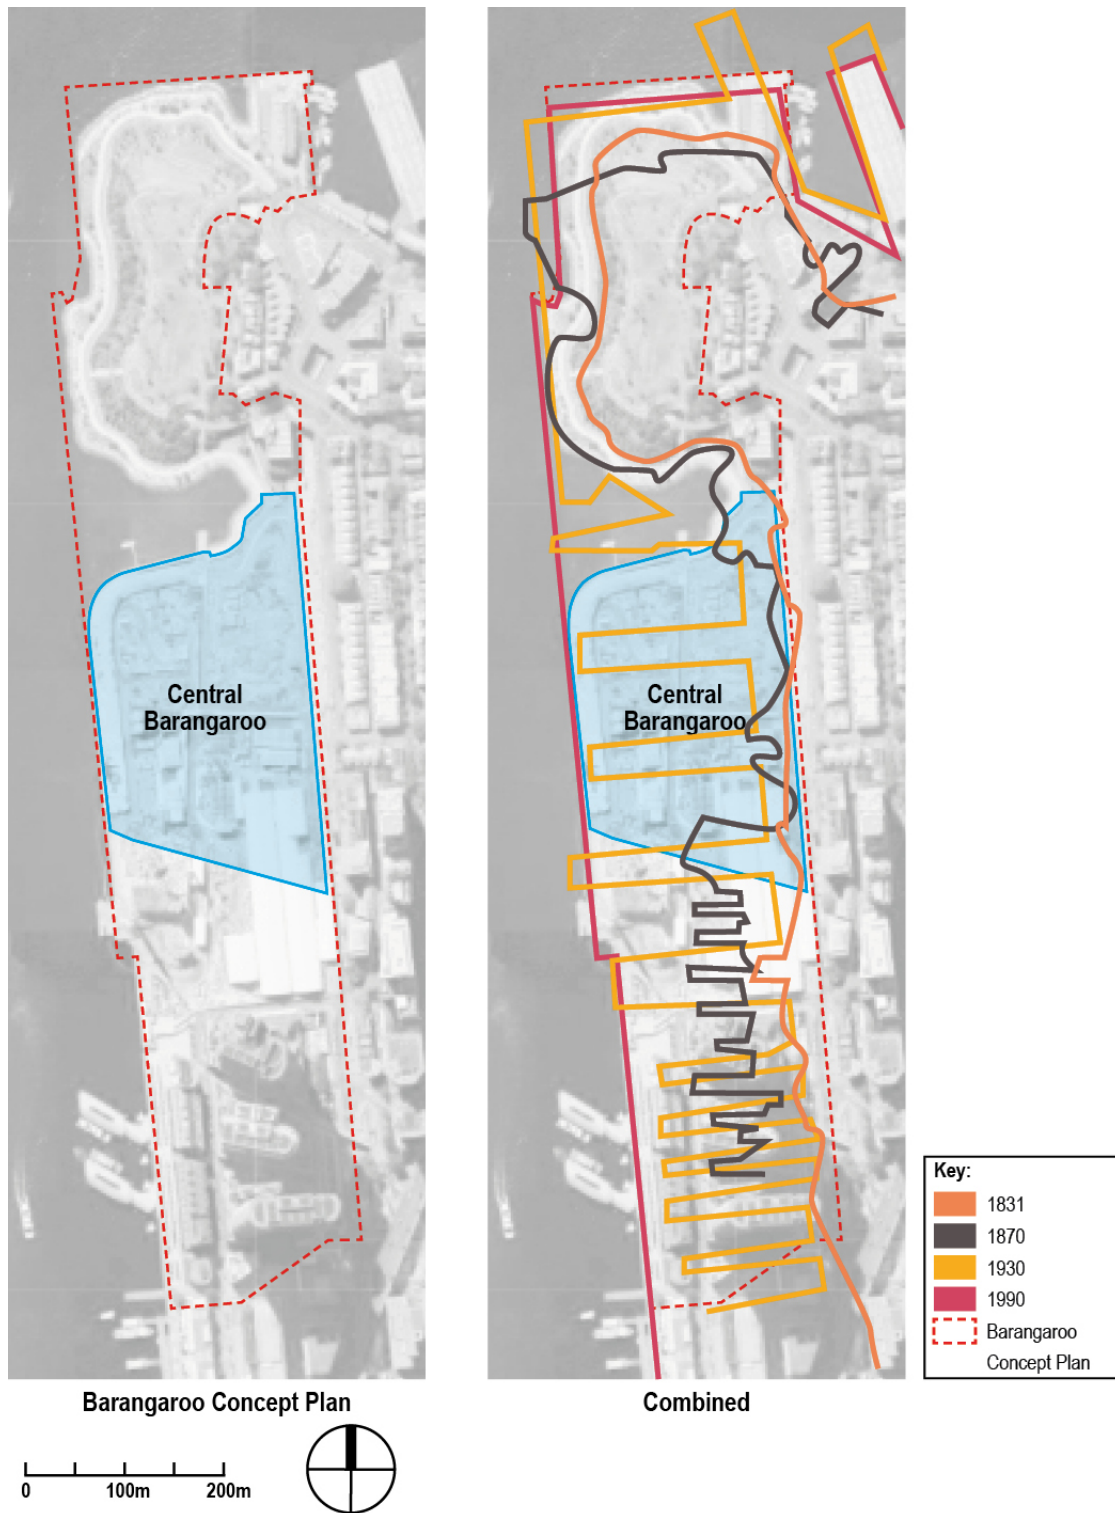 Central
Barangaroo
Central
Barangaroo
Key:
1831
1870
1930
1990
Barangaroo
Concept Plan
Barangaroo Concept Plan
Combined
0
100m
200m